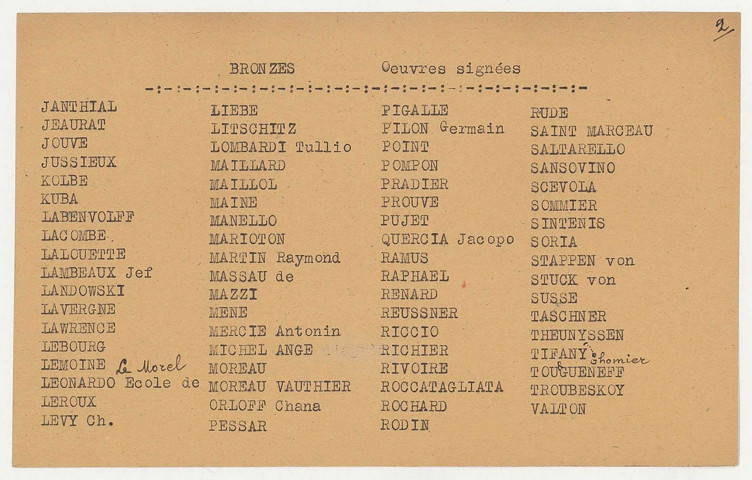 2
BRONZES Oeuvres signées
-:-:-:-:-:-:-:-:-:-:-:-:-:-:-:-:-:-:-:-:-:-:-:-:-:-
JANTHIAL
JEAURAT
JOUVE
JUSSIEUX
KOLBE
KUBA
LABENVOLFF
LACOMBE
LALOUETTE
LAMBEAUX Jef
LANDOWSKI
LAVERGNE
LAWRENCE
LEBOURG
LEMOINE Le Morel
LEONARDO Ecole de
LEROUX
LEVY Ch.
LIEBE
LITSCHITZ
LOMBARDI Tullio
MAILLARD
MAILLOL
MAINE
MANELLO
MARIOTON
MARTIN Raymond
MASSAU de
MAZZI
MENE
MERCIE Antonin
MICHEL ANGE
MOREAU
MOREAU VAUTHIER
ORLOFF Chana
PESSAR
PIGALLE
PILON Germain
POINT
POMPON
PRADIER
PROUVE
PUJET
QUERCIA Jacopo
RAMUS
RAPHAEL
RENARD
REUSSNER
RICCIO
RICHIER
RIVOIRE
ROCCATAGLIATA
ROCHARD
RODIN
RUDE
SAINT MARCEAU
SALTARELLO
SANSOVINO
SCEVOLA
SOMMIER
SINTENIS
SORIA
STAPPEN von
STUCK von
SUSSE
TASCHNER
THEUNYSSEN
TIFANY
Thomier
TOUGUENEFF
TROUBESKOY
VALTON